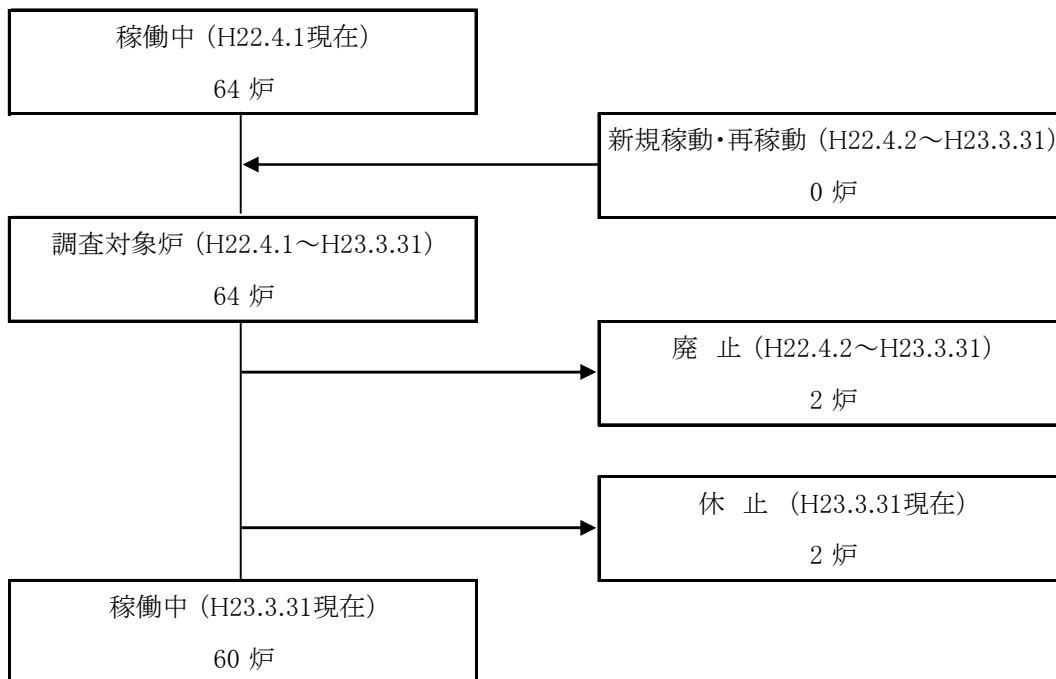 稼働中 (H22.4.1現在)
64 炉
新規稼動･再稼動 (H22.4.2～H23.3.31)
0 炉
調査対象炉 (H22.4.1～H23.3.31)
64 炉
廃 止 (H22.4.2～H23.3.31)
2 炉
休 止 (H23.3.31現在)
2 炉
稼働中 (H23.3.31現在)
60 炉